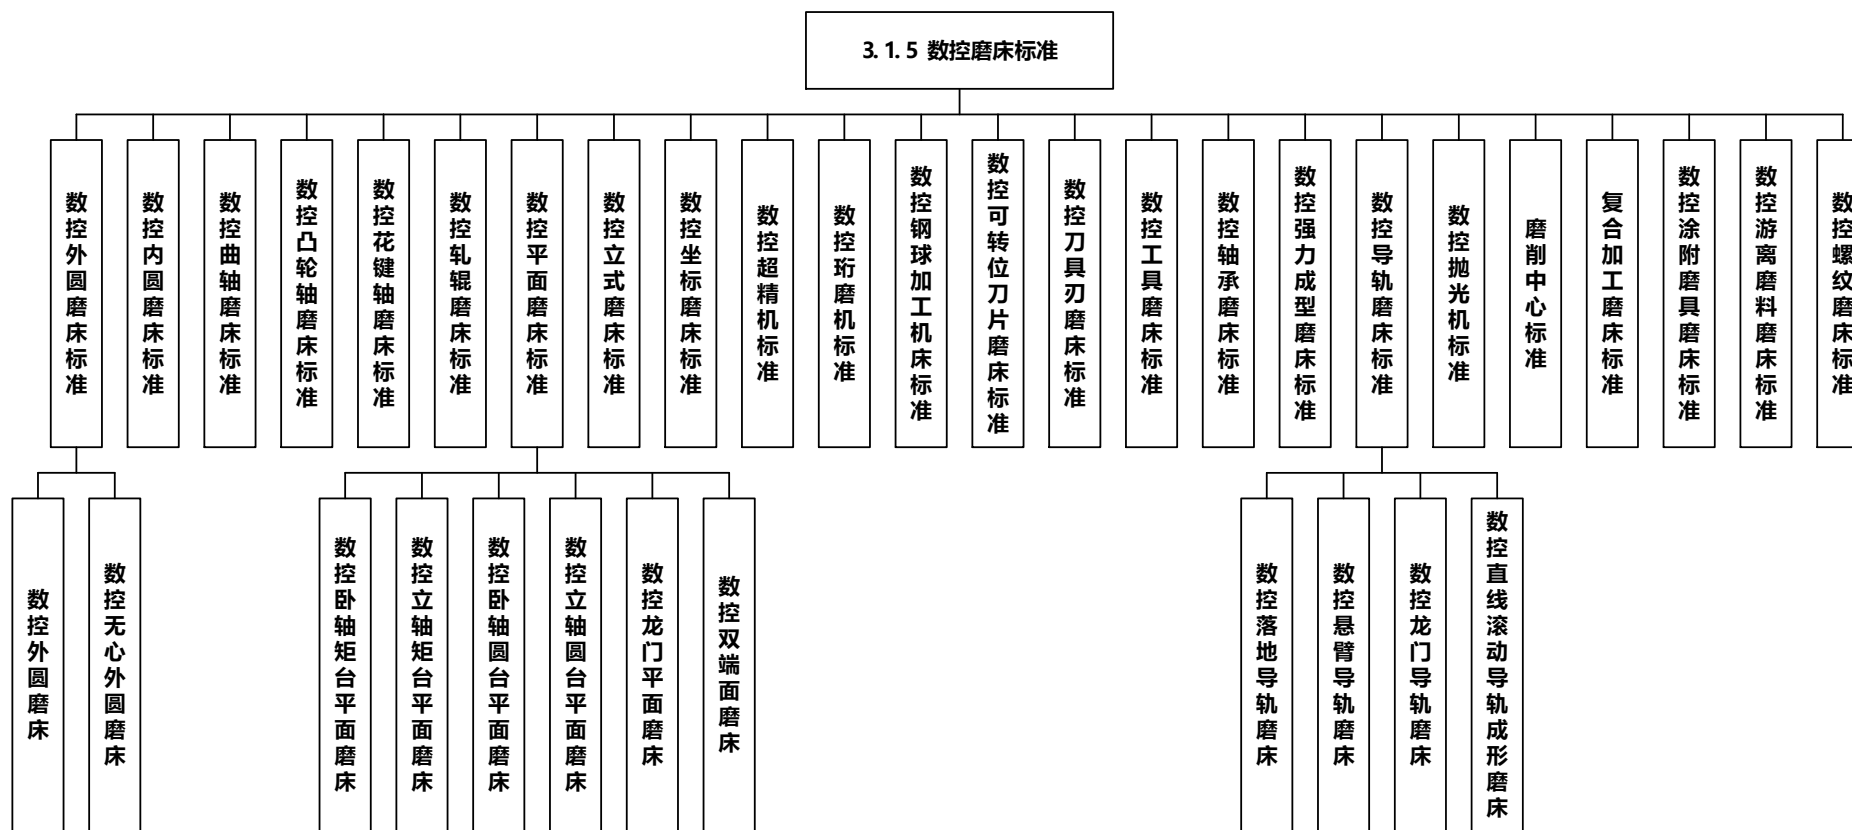 3.1.5 数控磨床标准
数控外圆磨床标准
数控内圆磨床标准
数控曲轴磨床标准
数控凸轮轴磨床标准
数控花键轴磨床标准
数控轧辊磨床标准
数控平面磨床标准
数控立式磨床标准
数控坐标磨床标准
数控超精机标准
数控珩磨机标准
数控钢球加工机床标准
数控可转位刀片磨床标准
数控刀具刃磨床标准
数控工具磨床标准
数控轴承磨床标准
数控强力成型磨床标准
数控导轨磨床标准
数控抛光机标准
磨削中心标准
复合加工磨床标准
数控涂附磨具磨床标准
数控游离磨料磨床标准
数控螺纹磨床标准
数控外圆磨床
数控无心外圆磨床
数控卧轴矩台平面磨床
数控立轴矩台平面磨床
数控卧轴圆台平面磨床
数控立轴圆台平面磨床
数控龙门平面磨床
数控双端面磨床
数控落地导轨磨床
数控悬臂导轨磨床
数控龙门导轨磨床
数控直线滚动导轨成形磨床